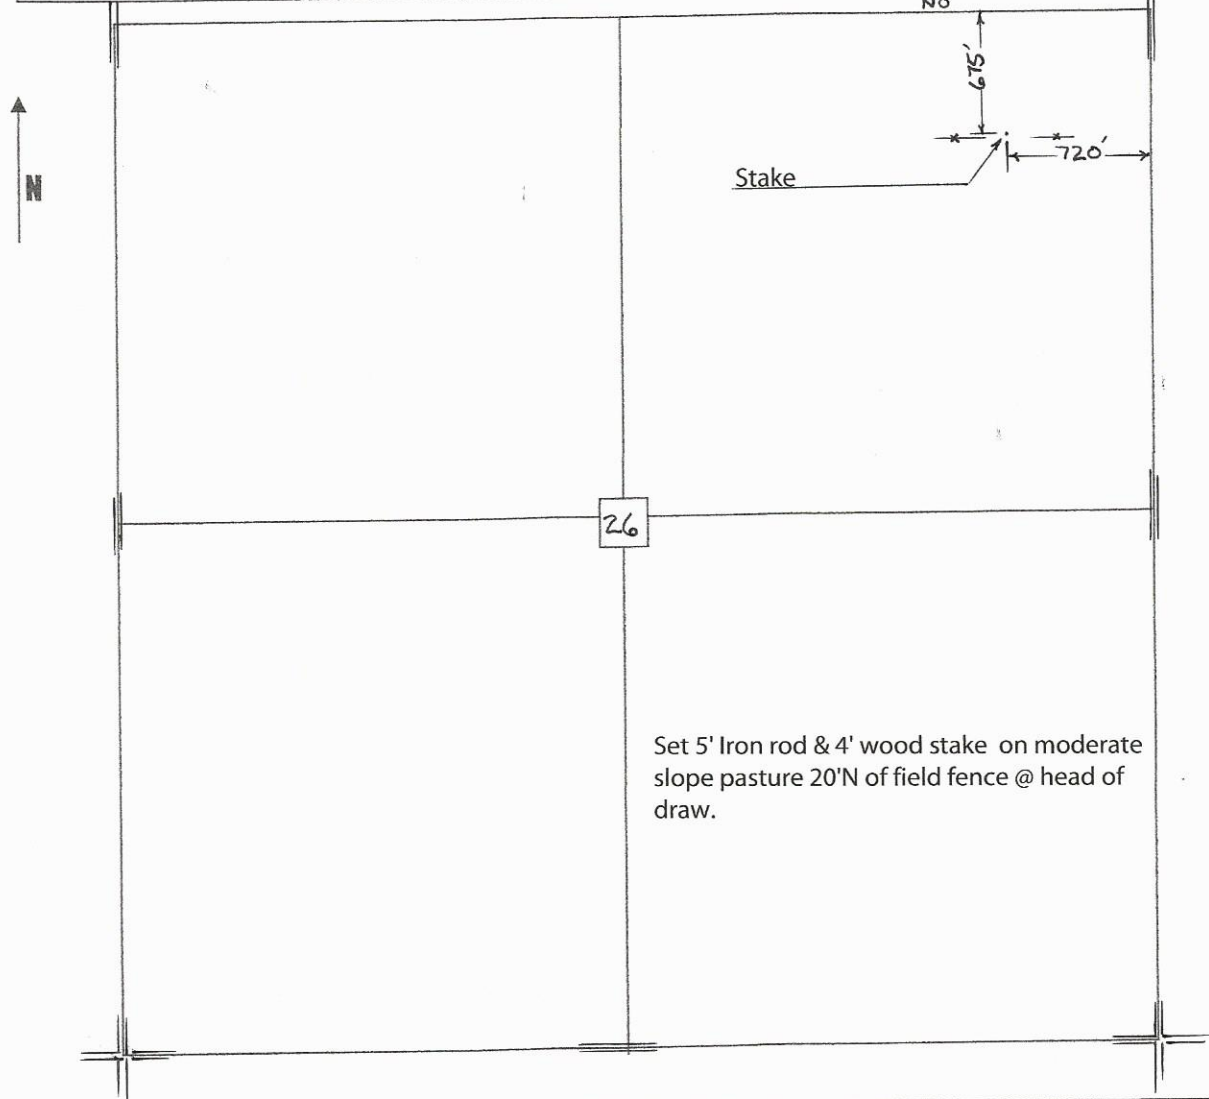 No
675'
N
720'
Stake
26
Set 5' Iron rod & 4' wood stake on moderate
slope pasture 20'N of field fence @ head of
draw.